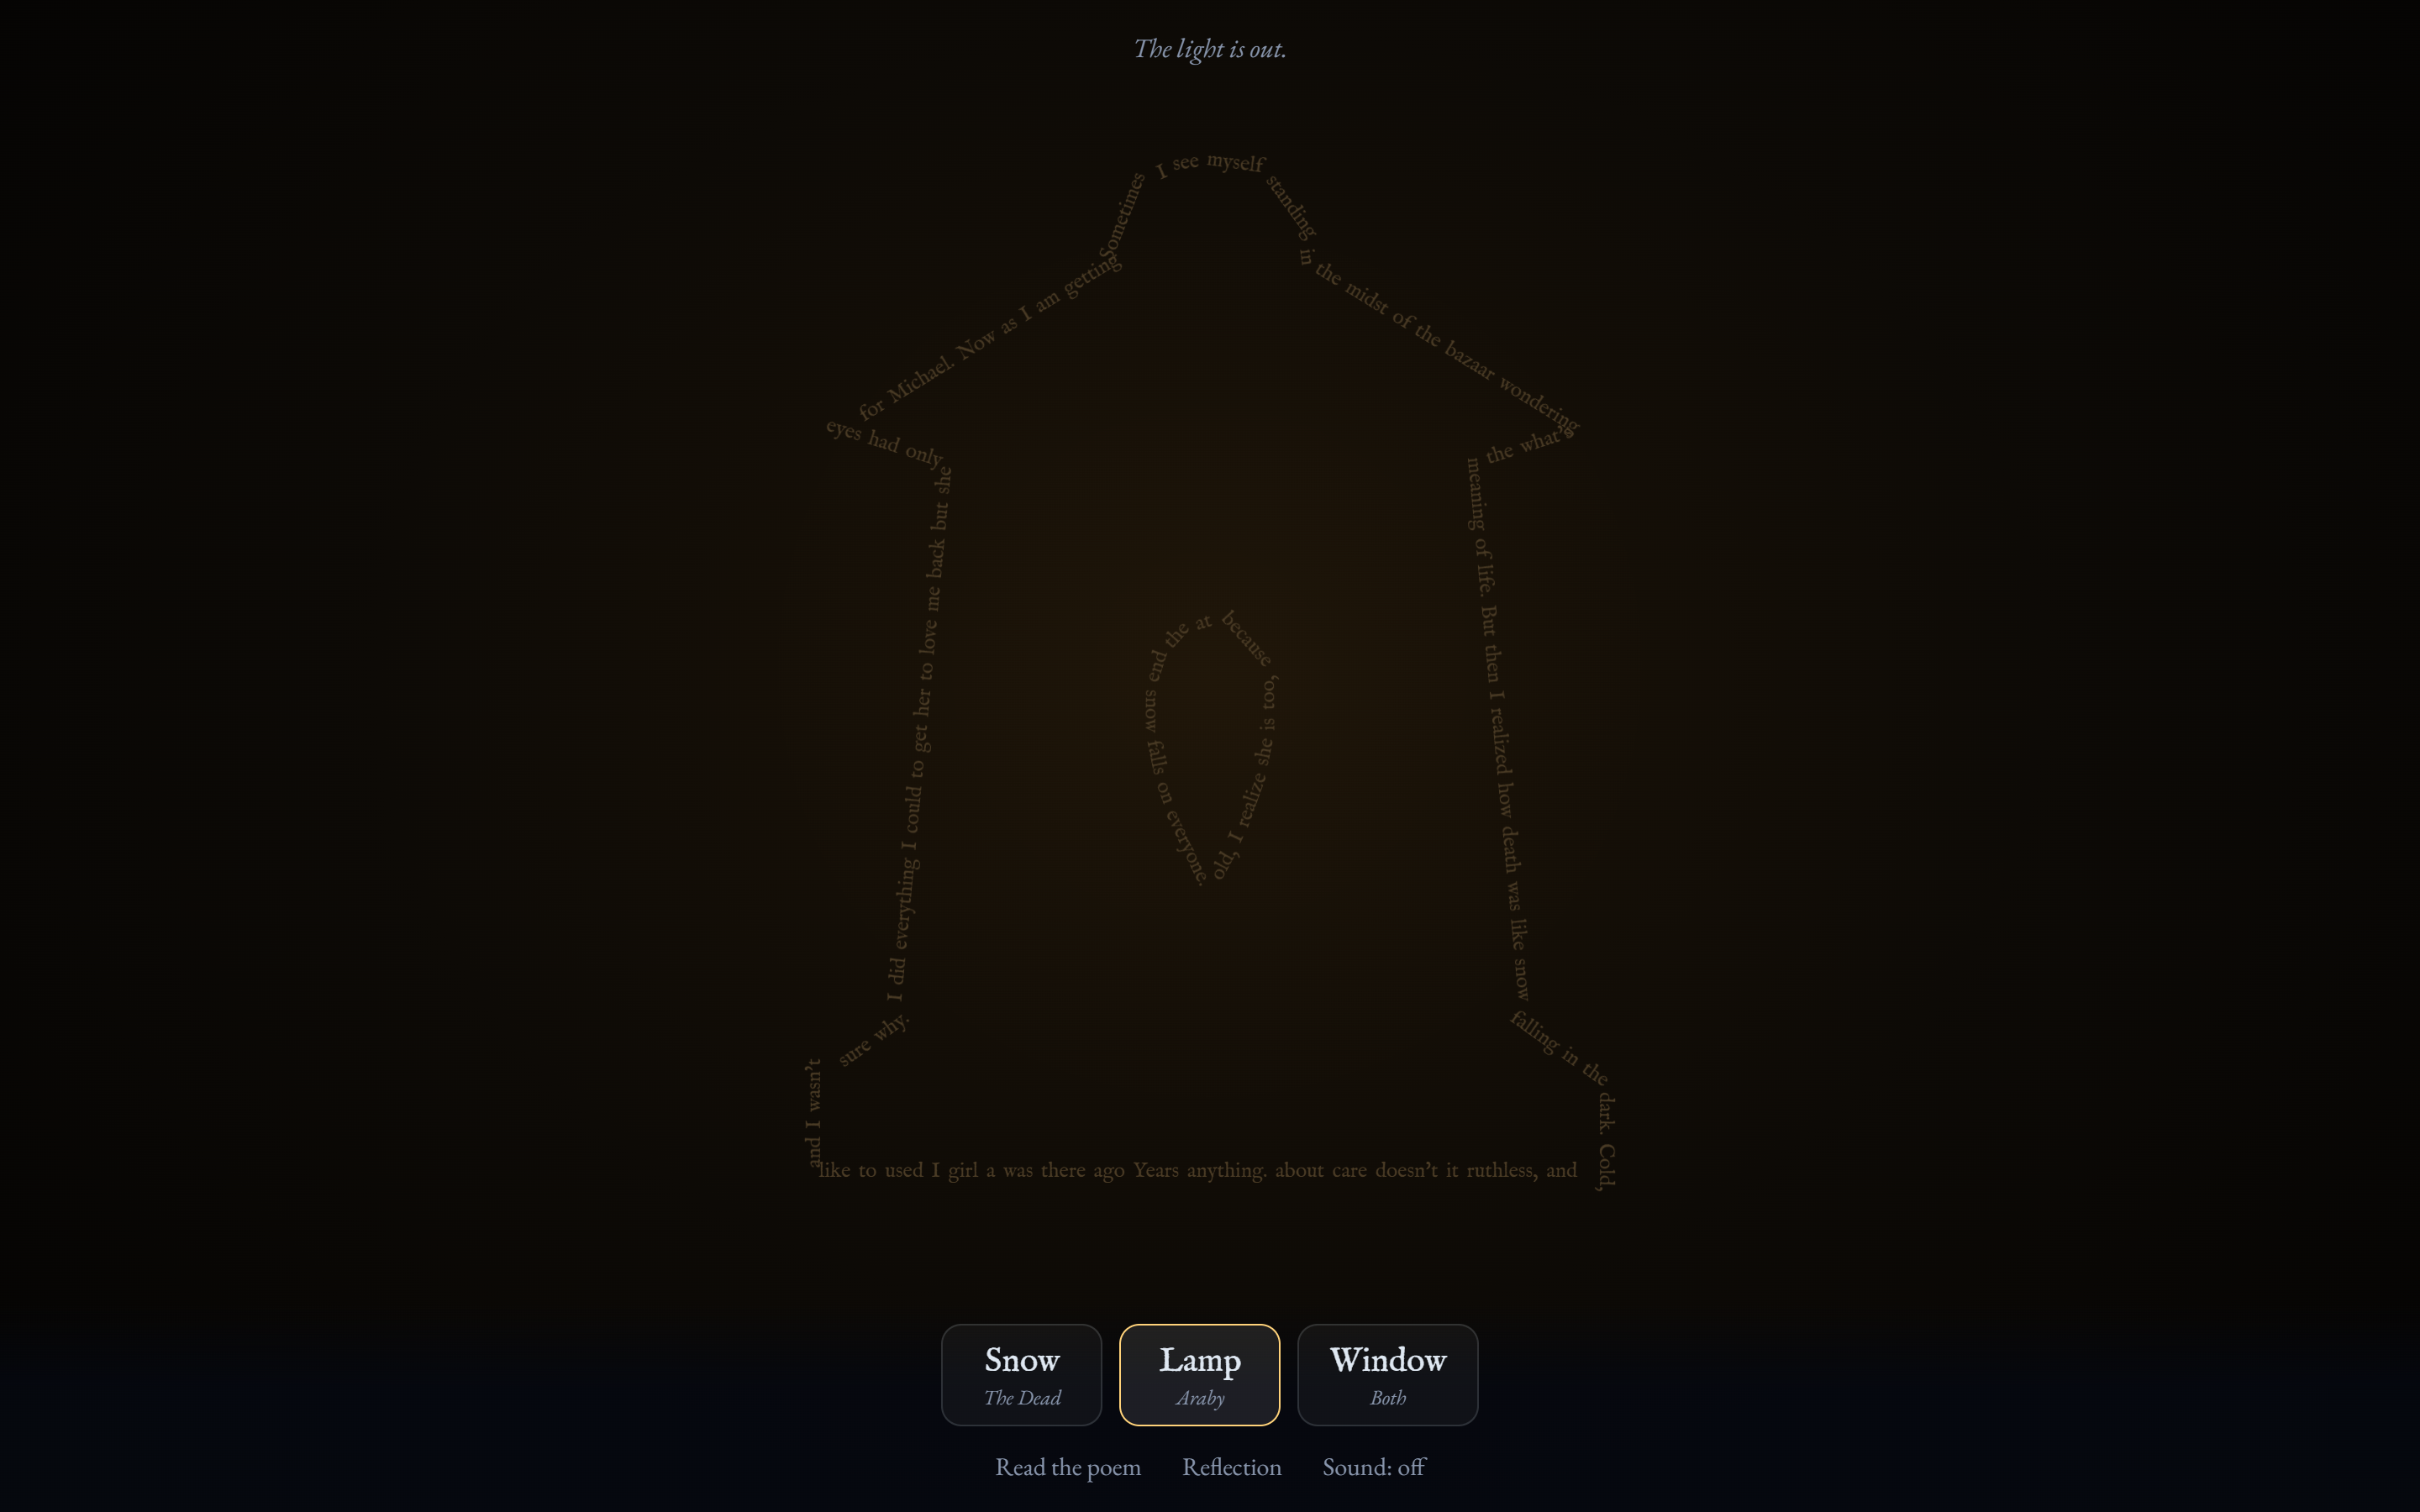 The light is out.
Sometimes
I see myself
standing
in
the midst of the bazaar wondering
the what's
meaning of life. But then I realized how death was like snow
falling in the
dark. Cold,
like to used I girl a was there ago Years anything. about care doesn't it ruthless, and
and I wasn't
sure why.
I did everything I could to get her to love me back but she
eyes had only
for Michael. Now as I am getting
old, I realize she is too,
because
at the end snow falls on everyone.
Snow
The Dead
Lamp
Araby
Window
Both
Read the poem
Reflection
Sound: off